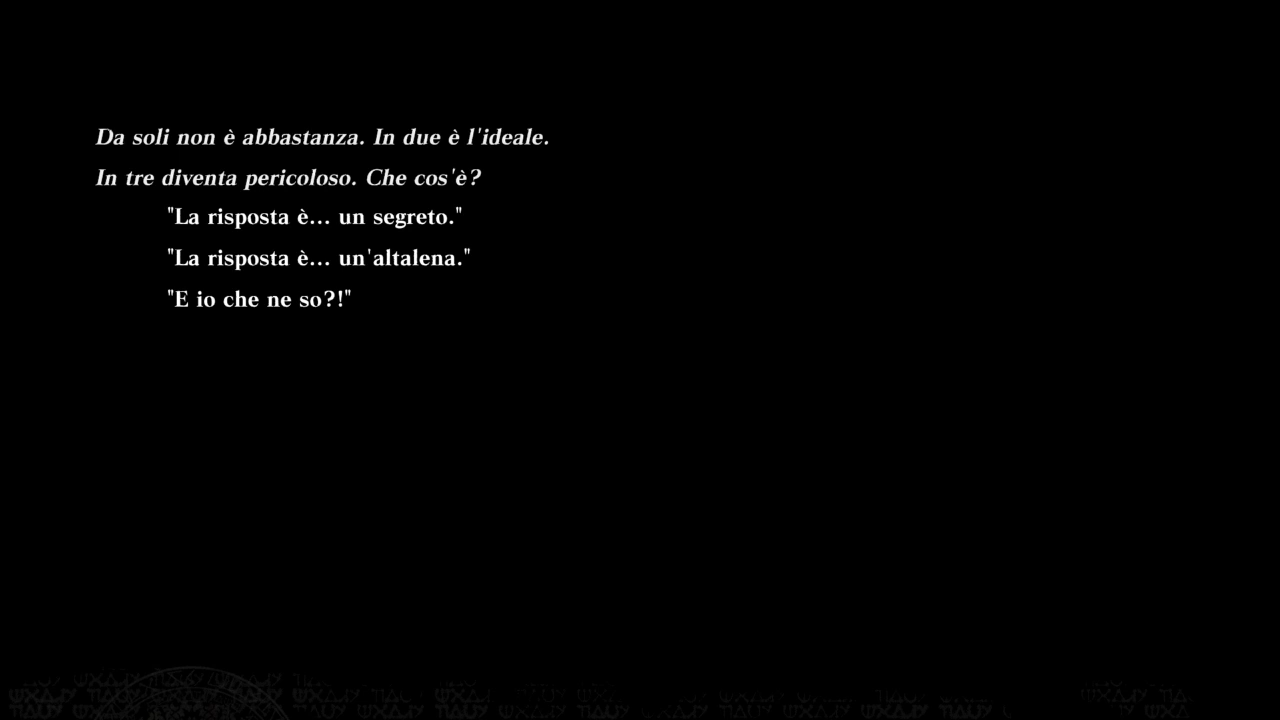 Da soli non è abbastanza. In due è l'ideale.
In tre diventa pericoloso. Che cos'è?
"La risposta è... un segreto."
"La risposta è... un'altalena."
"E io che ne so?!"